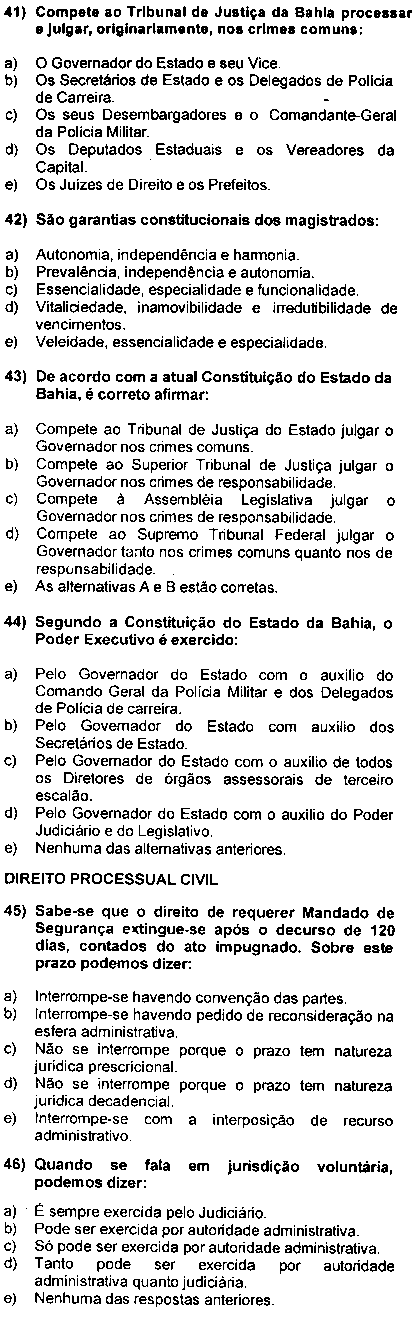 41) Compete ao Tribunal de Justiça da Bahia processar
e julgar, originariamente, nos crimes comuns:
a) O Governador do Estado e seu Vice.
b) Os Secretários de Estado e os Delegados de Polícia
de Carreira.
c) Os seus Desembargadores e o Comandante-Geral
da Polícia Militar.
d) Os Deputados Estaduais e os Vereadores da
Capital.
e) Os Juízes de Direito e os Prefeitos.
42) São garantias constitucionais dos magistrados:
a) Autonomia, independência e harmonia.
b) Prevalência, independência e autonomia.
c) Essencialidade, especialidade e funcionalidade.
d) Vitaliciedade, inamovibilidade e irredutibilidade de
vencimentos.
e) Veleidade, essencialidade e especialidade.
43) De acordo com a atual Constituição do Estado da
Bahia, é correto afirmar:
a) Compete ao Tribunal de Justiça do Estado julgar o
Governador nos crimes comuns.
b) Compete ao Superior Tribunal de Justiça julgar o
Governador nos crimes de responsabilidade.
c) Compete à Assembléia Legislativa julgar o
Governador nos crimes de responsabilidade.
d) Compete ao Supremo Tribunal Federal julgar o
Governador tanto nos crimes comuns quanto nos de
responsabilidade.
e) As alternativas A e B estão corretas.
44) Segundo a Constituição do Estado da Bahia, o
Poder Executivo é exercido:
a) Pelo Governador do Estado com o auxilio do
Comando Geral da Polícia Militar e dos Delegados
de Polícia de carreira.
b) Pelo Governador do Estado com auxilio dos
Secretários de Estado.
c) Pelo Governador do Estado com o auxilio de todos
os Diretores de órgãos assessorais de terceiro
escalão.
d) Pelo Governador do Estado com o auxilio do Poder
Judiciário e do Legislativo.
e) Nenhuma das alternativas anteriores.
DIREITO PROCESSUAL CIVIL
45) Sabe-se que o direito de requerer Mandado de
Segurança extingue-se após o decurso de 120
dias, contados do ato impugnado. Sobre este
prazo podemos dizer:
a) Interrompe-se havendo convenção das partes.
b) Interrompe-se havendo pedido de reconsideração na
esfera administrativa.
c) Não se interrompe porque o prazo tem natureza
jurídica prescricional.
d) Não se interrompe porque o prazo tem natureza
jurídica decadencial.
e) Interrompe-se com a interposição de recurso
administrativo.
46) Quando se fala em jurisdição voluntária,
podemos dizer:
a) É sempre exercida pelo Judiciário.
b) Pode ser exercida por autoridade administrativa.
c) Só pode ser exercida por autoridade administrativa.
d) Tanto pode ser exercida por autoridade
administrativa quanto judiciária.
e) Nenhuma das respostas anteriores.